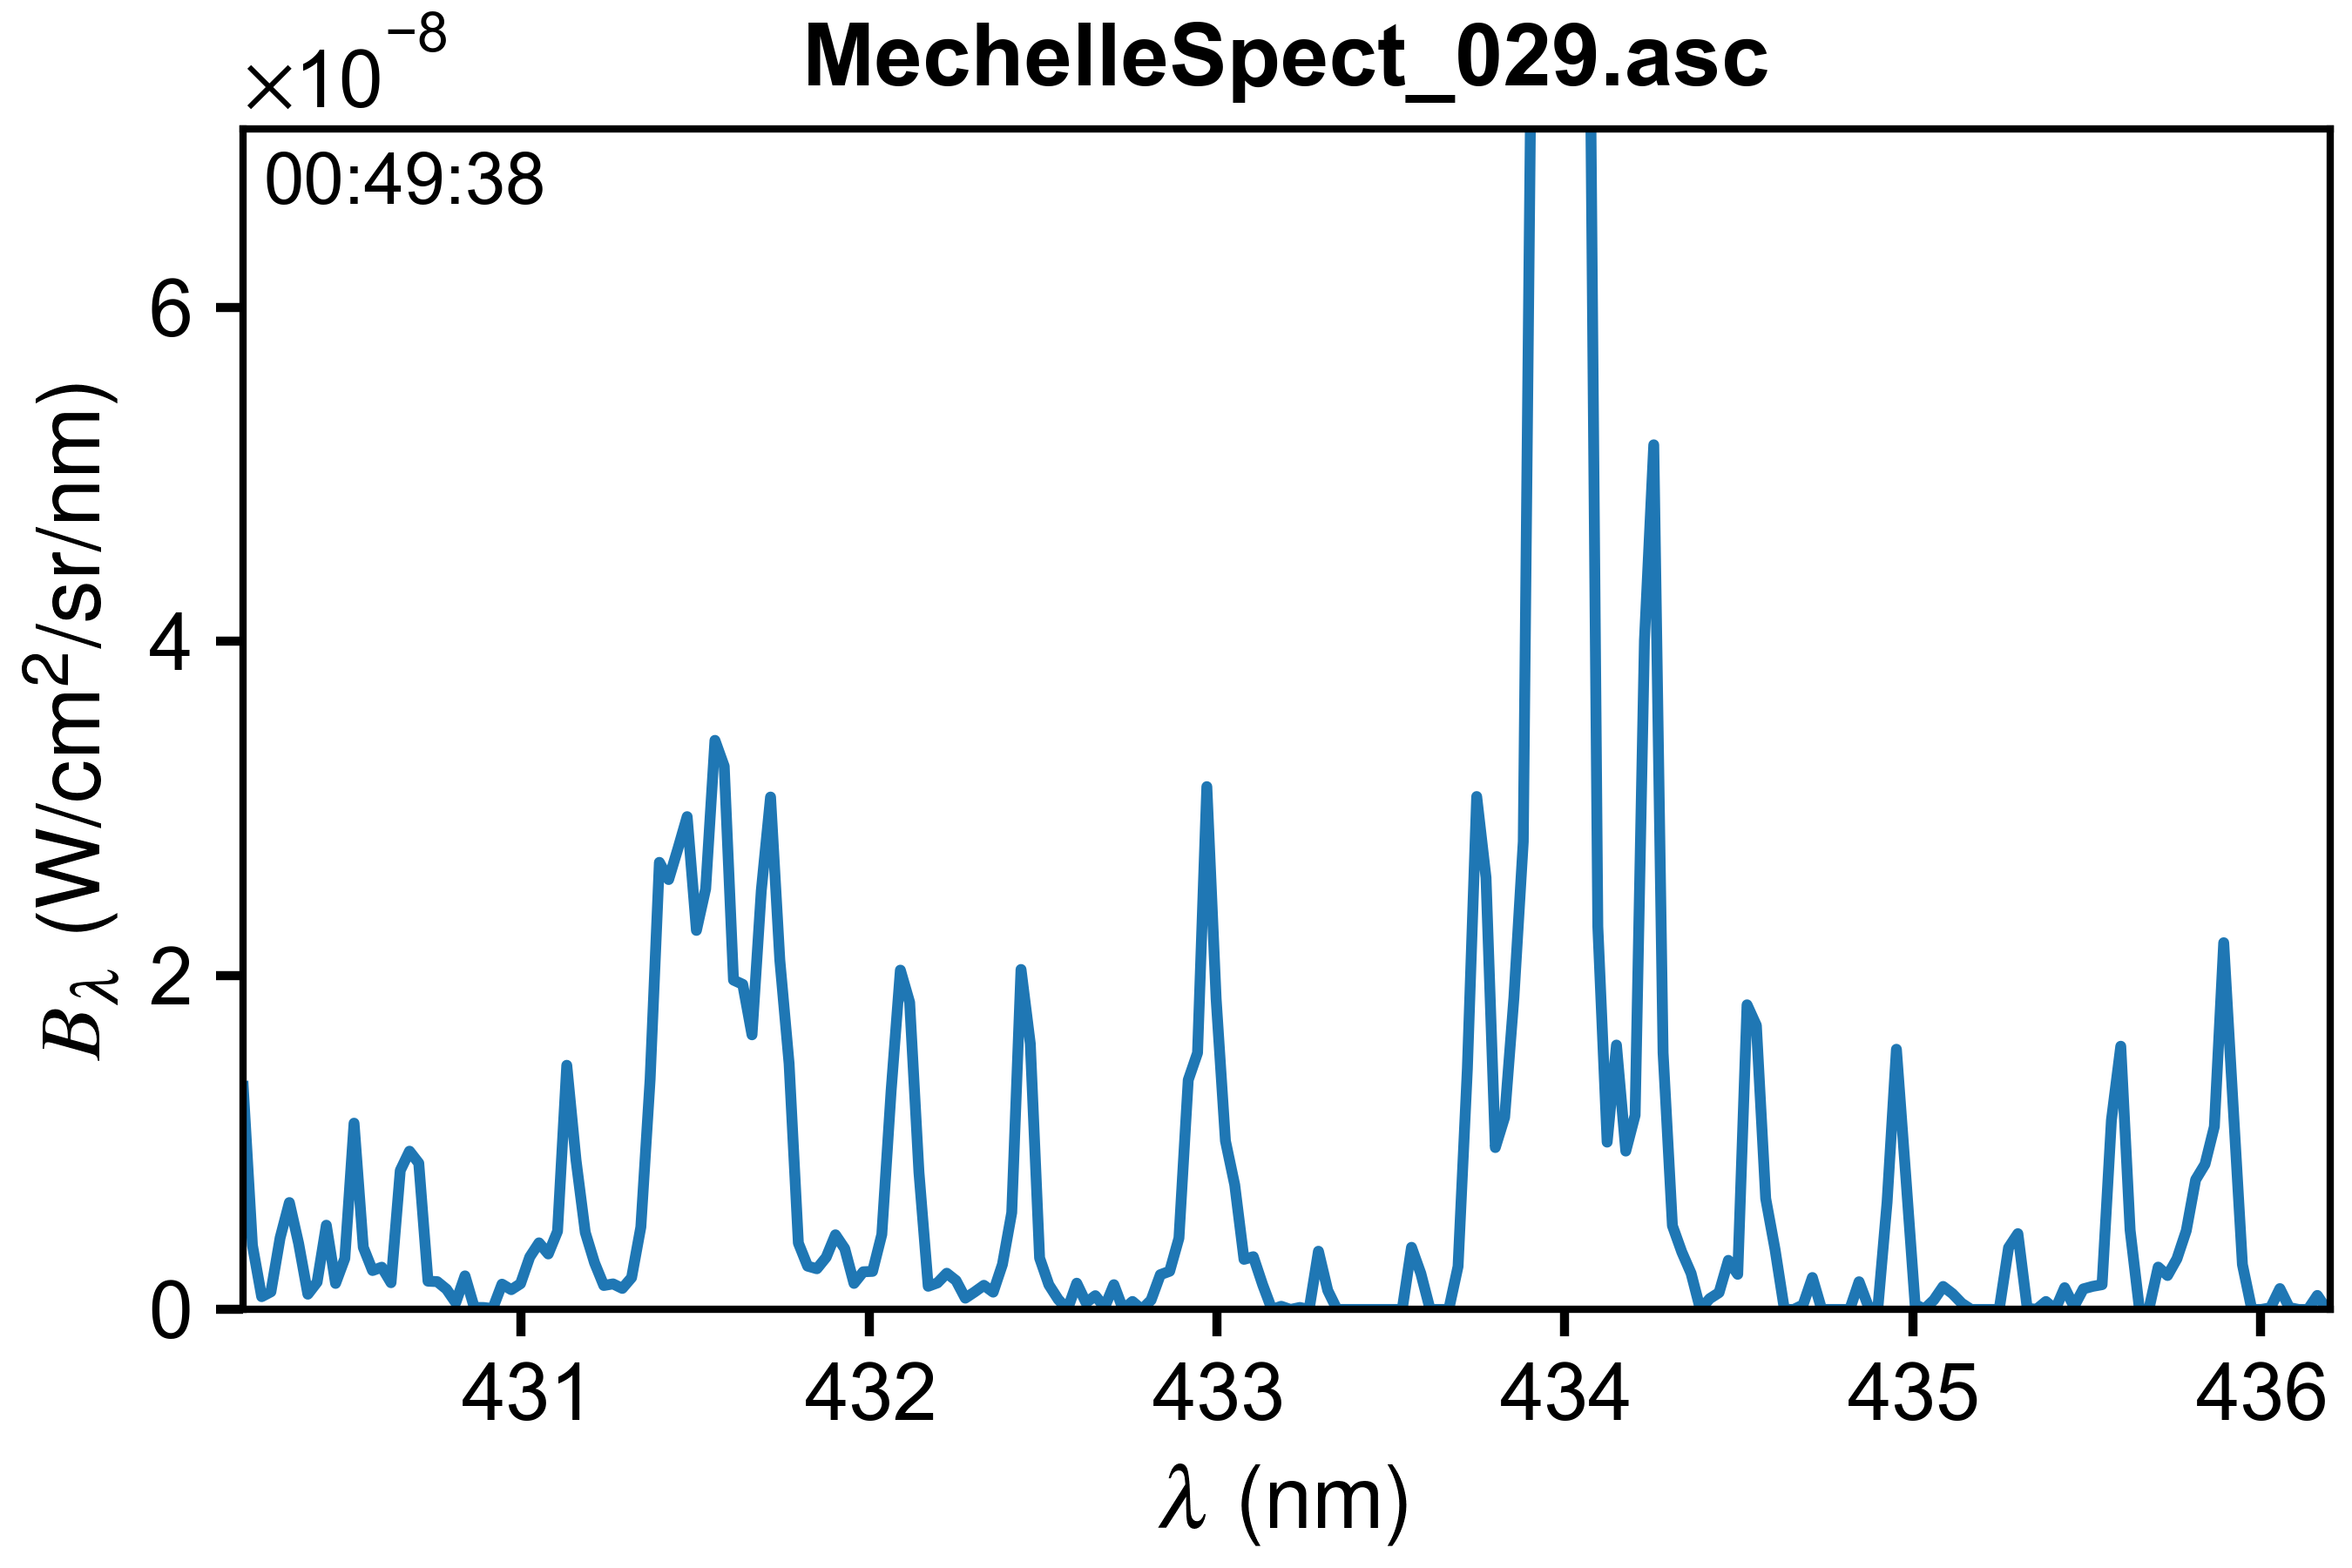 ×10⁻⁸
MechelleSpect_029.asc
00:49:38
6
4
2
0
B_λ (W/cm²/sr/nm)
431 432 433 434 435 436
λ (nm)